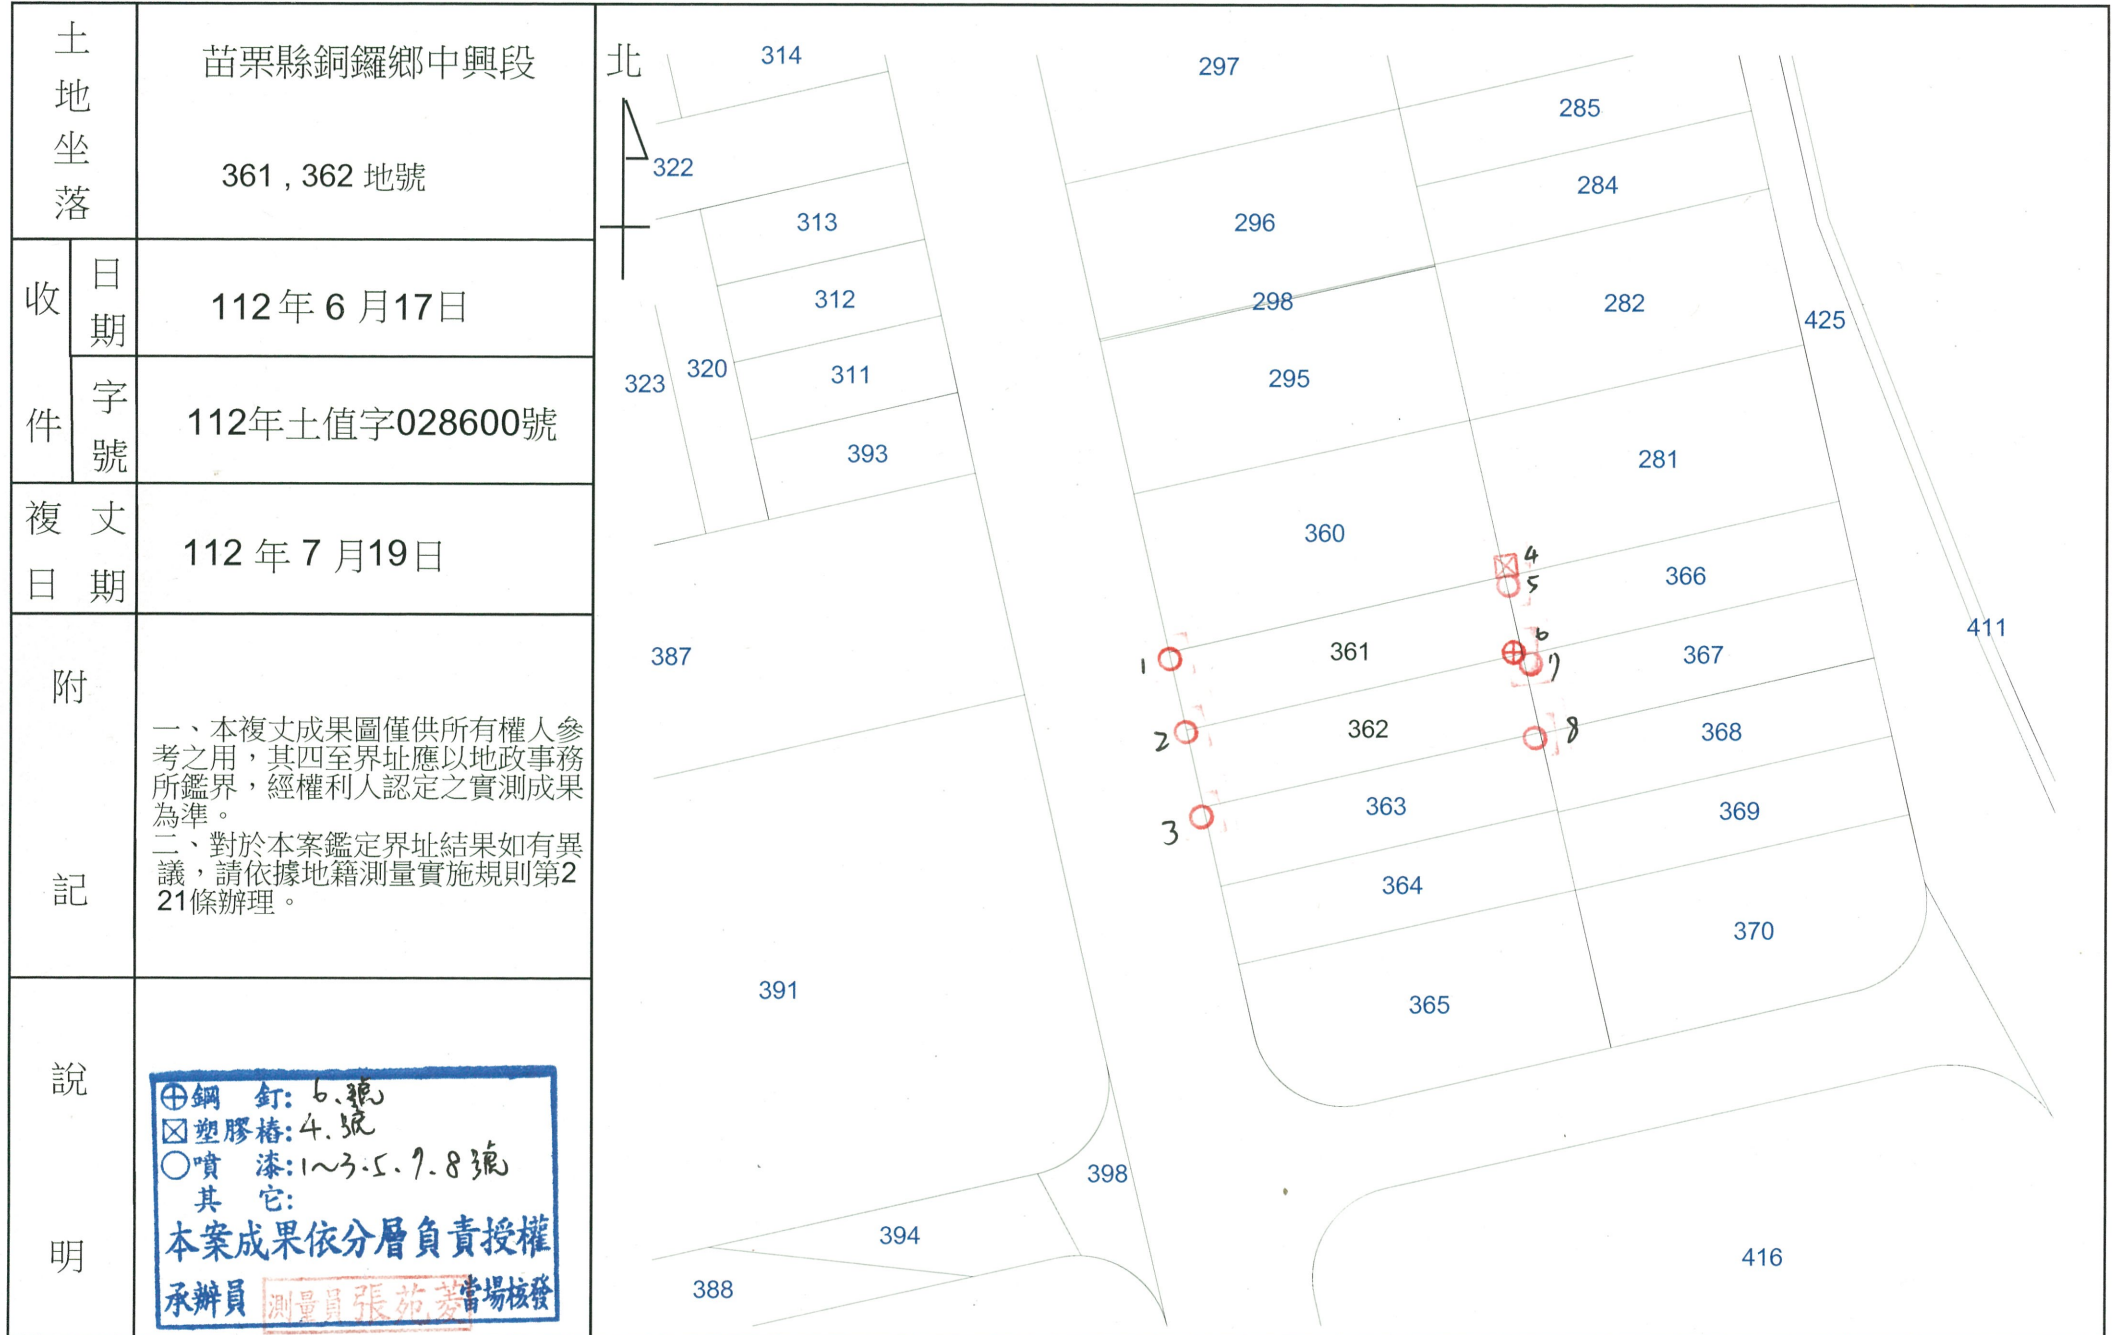 土地坐落
苗栗縣銅鑼鄉中興段
361 , 362 地號
收件
日期
112 年 6 月17日
字號
112年土值字028600號
複丈日期
112 年 7 月19日
附記
一、本複丈成果圖僅供所有權人參
考之用，其四至界址應以地政事務
所鑑界，經權利人認定之實測成果
為準。
二、對於本案鑑定界址結果如有異
議，請依據地籍測量實施規則第2
21條辦理。
說明
⊕鋼 釘: 6.號
☒塑膠樁: 4.號
○噴 漆: 1~3.5.7.8號
其 它:
本案成果依分層負責授權
承辦員 測量員張苑菱 當場核發
北
314
297
285
322
284
313
296
312
298
282
425
323
320
311
295
393
281
360
4
5
366
387
1
361
6
7
367
411
2
362
8
368
3
363
369
364
370
391
365
398
394
416
388